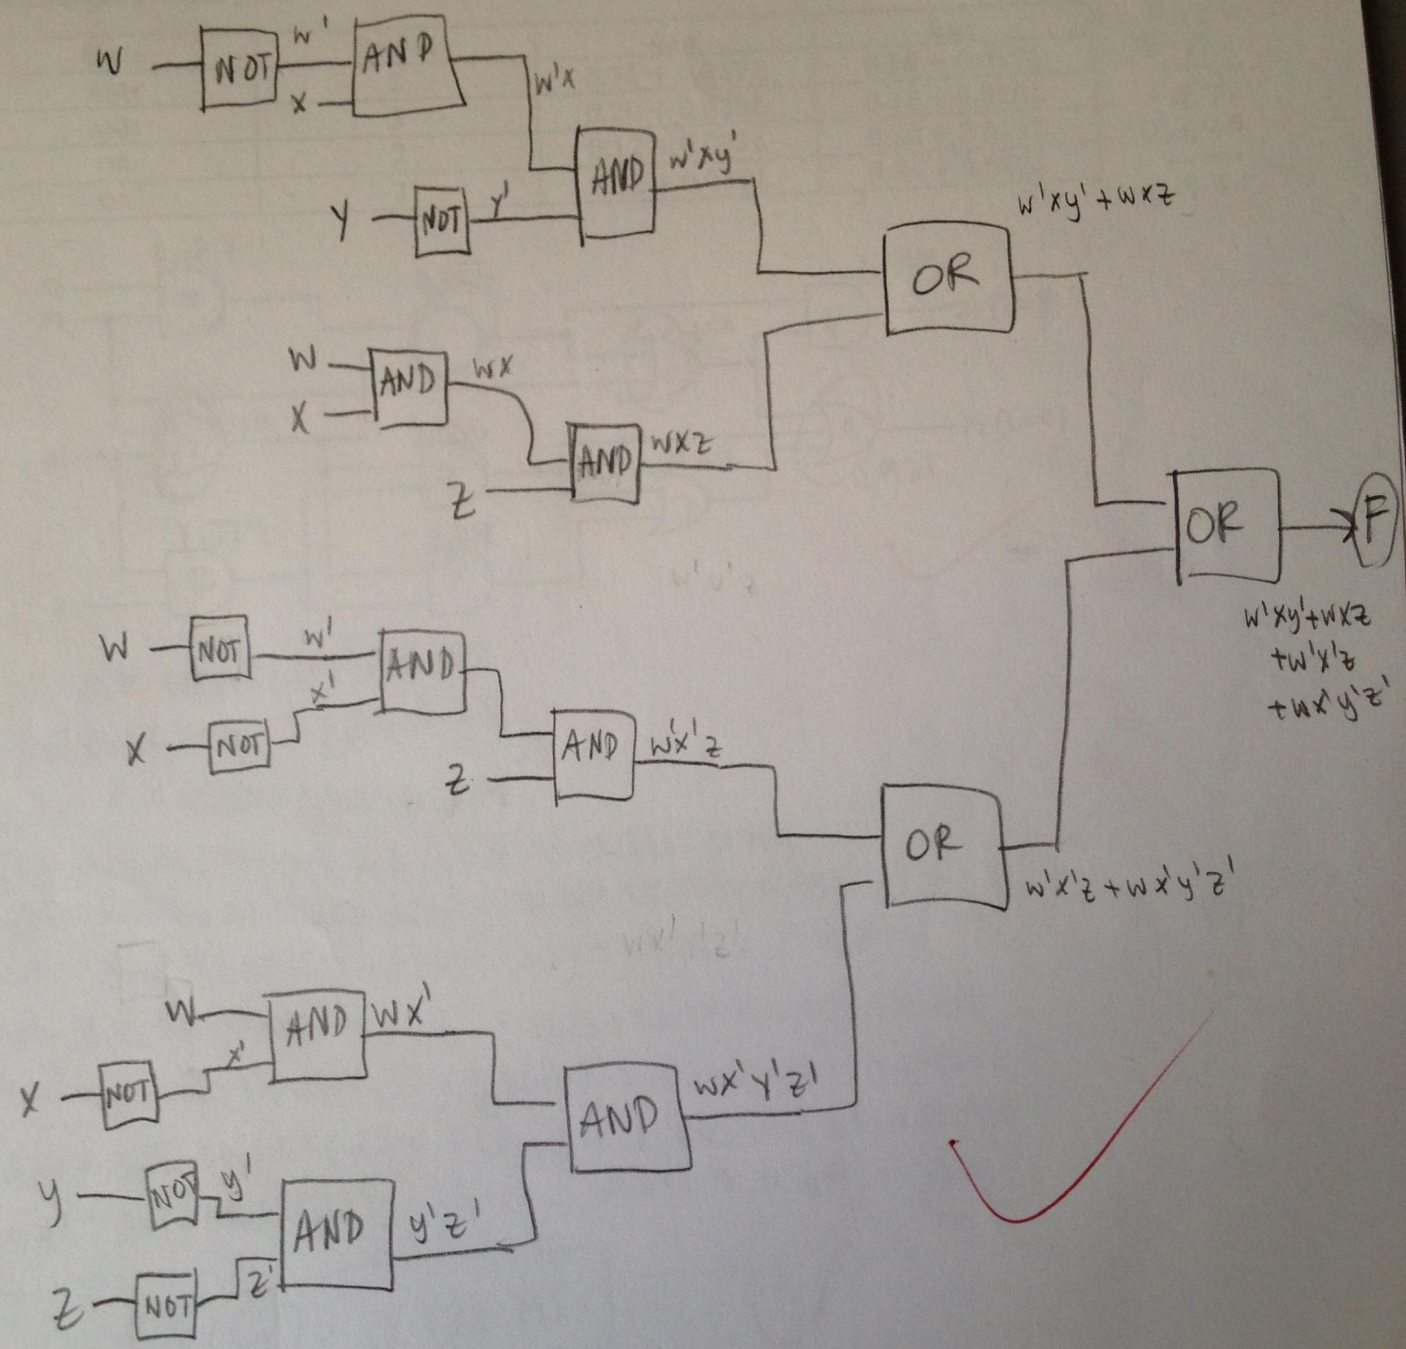 W NOT w' AND
X
w'x
AND w'xy'
Y NOT y'
w'xy'+wxz
OR
W AND wx
X
AND wxz
Z
OR F
w'xy'+wxz
+w'x'z
+wx'y'z'
W NOT w' AND
x'
X NOT
AND w'x'z
Z
OR
w'x'z+wx'y'z'
W AND wx'
x'
X NOT
AND wx'y'z'
Y NOT y'
AND y'z'
Z NOT z'